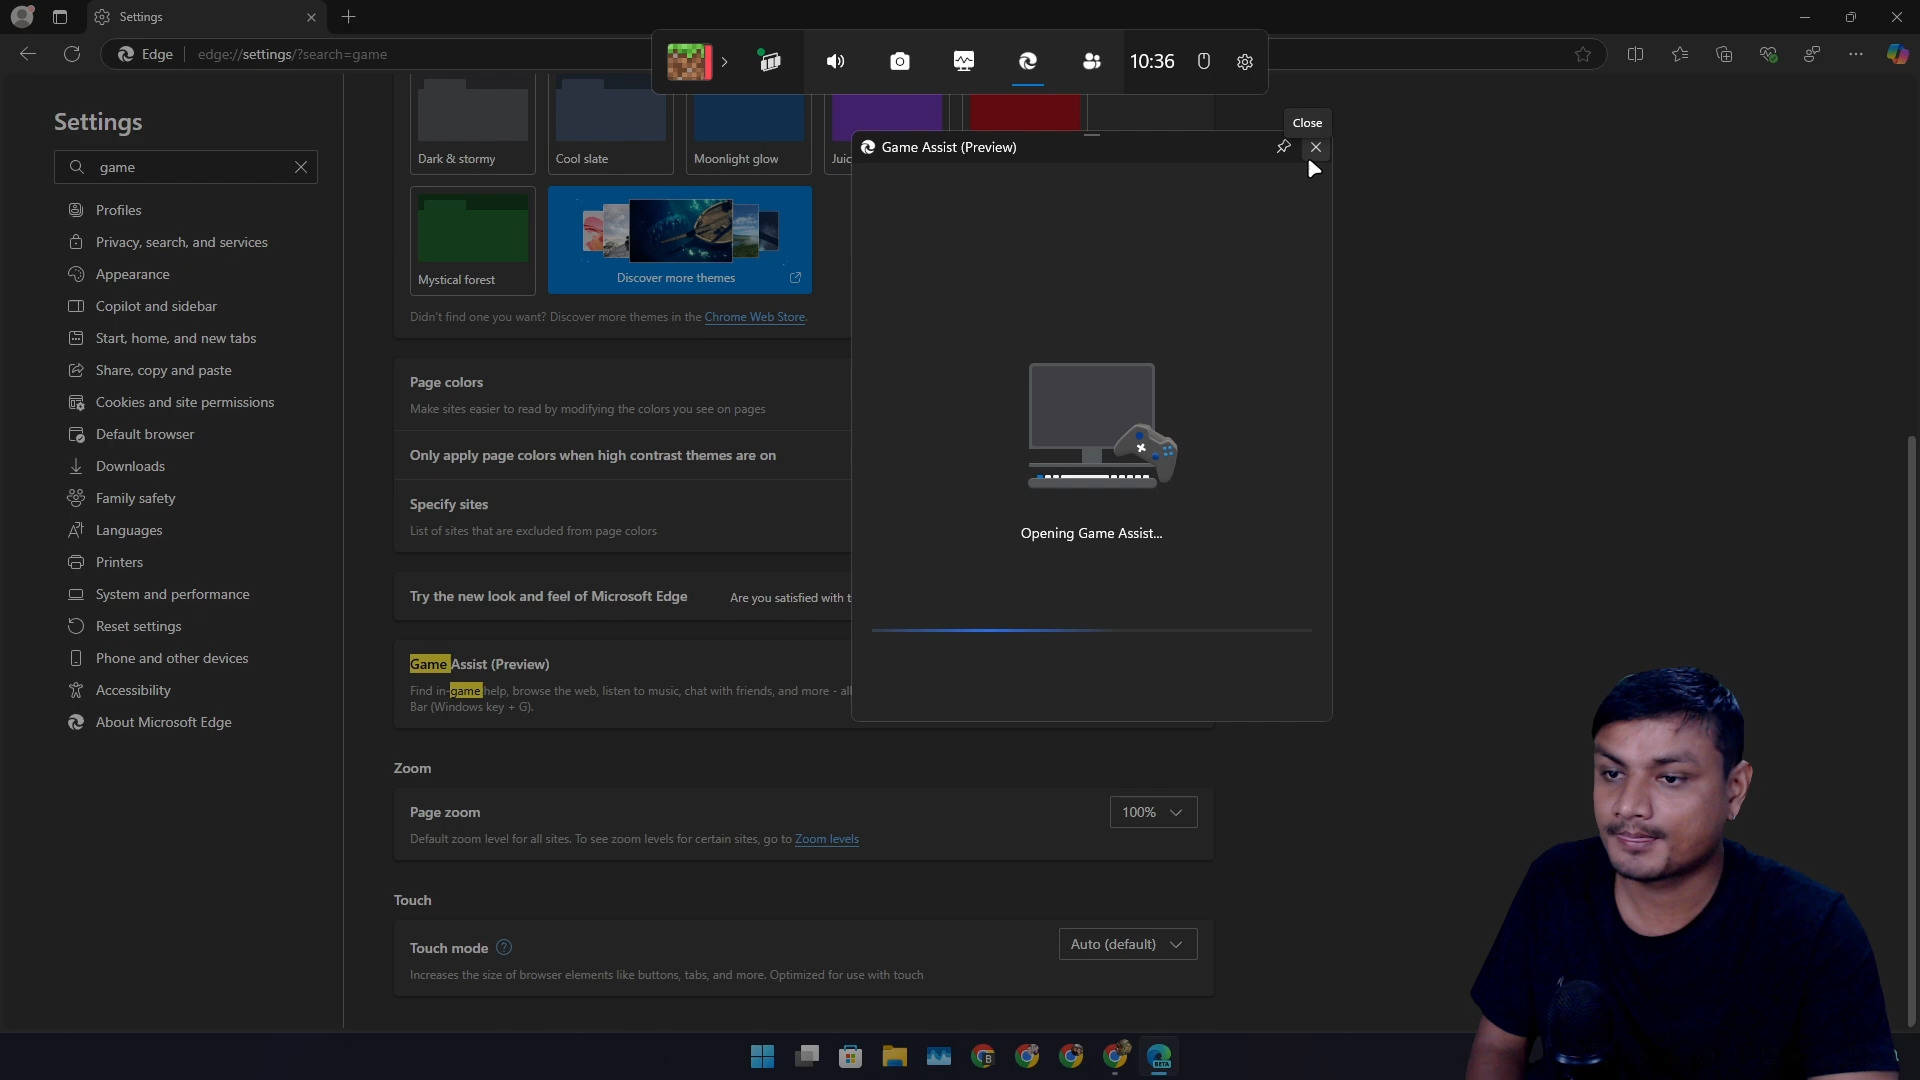 Settings
Edge
edge://settings/?search=game
10:36
Close
Settings
game
Profiles
Privacy, search, and services
Appearance
Copilot and sidebar
Start, home, and new tabs
Share, copy and paste
Cookies and site permissions
Default browser
Downloads
Family safety
Languages
Printers
System and performance
Reset settings
Phone and other devices
Accessibility
About Microsoft Edge
Dark & stormy
Cool slate
Moonlight glow
Juic
Mystical forest
Discover more themes
Didn't find one you want? Discover more themes in the Chrome Web Store.
Page colors
Make sites easier to read by modifying the colors you see on pages
Only apply page colors when high contrast themes are on
Specify sites
List of sites that are excluded from page colors
Try the new look and feel of Microsoft Edge
Are you satisfied with t
Game Assist (Preview)
Find in-game help, browse the web, listen to music, chat with friends, and more - all
Bar (Windows key + G).
Zoom
Page zoom
100%
Default zoom level for all sites. To see zoom levels for certain sites, go to Zoom levels
Touch
Touch mode
Auto (default)
Increases the size of browser elements like buttons, tabs, and more. Optimized for use with touch
Game Assist (Preview)
Opening Game Assist...
B
BETA